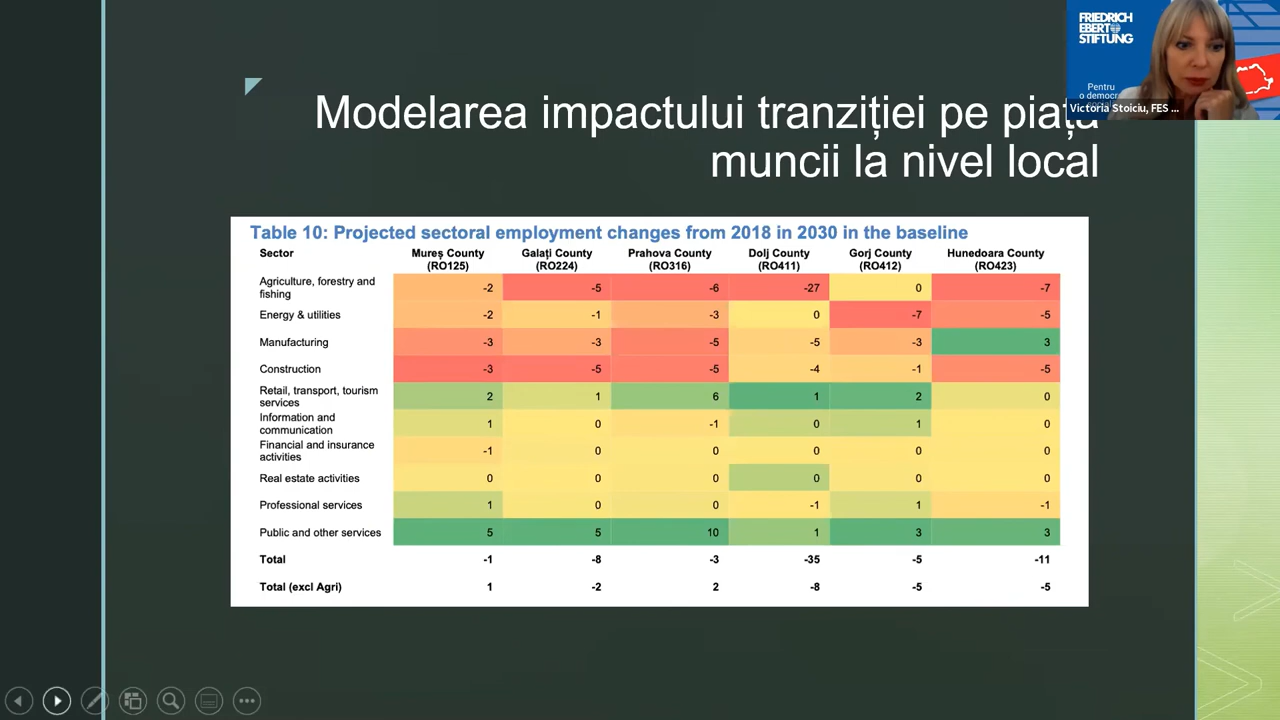 FRIEDRICH
EBERT
STIFTUNG
Pentru
o democra
Victoria Stoiciu, FES ...
Modelarea impactului tranziției pe piața
muncii la nivel local
Table 10: Projected sectoral employment changes from 2018 in 2030 in the baseline
Sector Mureș County (RO125) Galați County (RO224) Prahova County (RO316) Dolj County (RO411) Gorj County (RO412) Hunedoara County (RO423)
Agriculture, forestry and fishing -2 -5 -6 -27 0 -7
Energy & utilities -2 -1 -3 0 -7 -5
Manufacturing -3 -3 -5 -5 -3 3
Construction -3 -5 -5 -4 -1 -5
Retail, transport, tourism services 2 1 6 1 2 0
Information and communication 1 0 -1 0 1 0
Financial and insurance activities -1 0 0 0 0 0
Real estate activities 0 0 0 0 0 0
Professional services 1 0 0 -1 1 -1
Public and other services 5 5 10 1 3 3
Total -1 -8 -3 -35 -5 -11
Total (excl Agri) 1 -2 2 -8 -5 -5